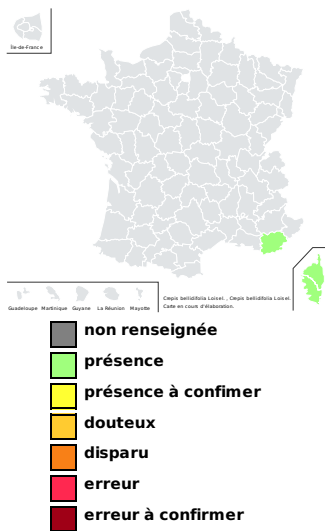 Île-de-France
Guadeloupe Martinique Guyane La Réunion Mayotte
Crepis bellidifolia Loisel. , Crepis bellidifolia Loisel.
Carte en cours d'élaboration.
non renseignée
présence
présence à confimer
douteux
disparu
erreur
erreur à confirmer